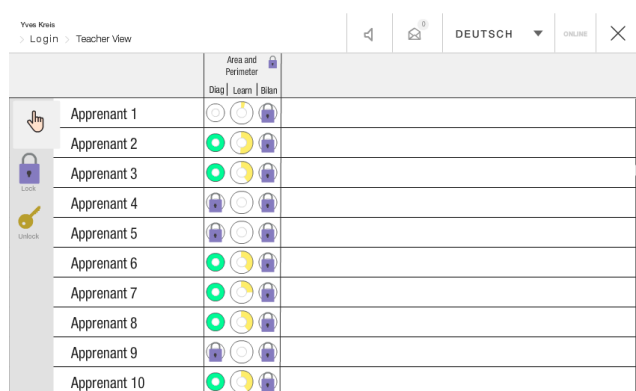 Yves Kreis
> Login > Teacher View
0
DEUTSCH
ONLINE
Area and
Perimeter
Diag | Learn | Bilan
Apprenant 1
Apprenant 2
Apprenant 3
Lock
Apprenant 4
Apprenant 5
Unlock
Apprenant 6
Apprenant 7
Apprenant 8
Apprenant 9
Apprenant 10